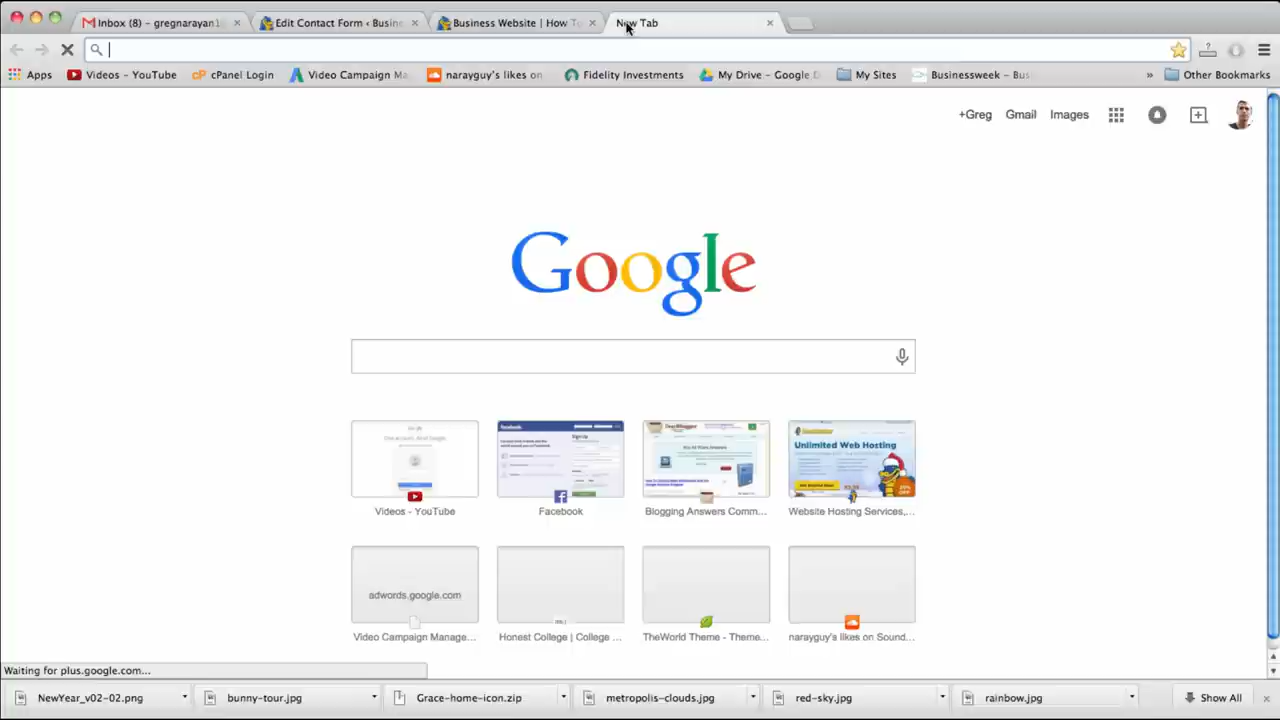 Inbox (8) - gregnarayan1
Edit Contact Form ‹ Busine
Business Website | How To
New Tab
Apps
Videos - YouTube
cPanel Login
Video Campaign Ma
narayguy's likes on
Fidelity Investments
My Drive - Google D
My Sites
Businessweek - Bus
»
Other Bookmarks
+Greg Gmail Images
Google
facebook
Unlimited Web Hosting
Videos - YouTube
Facebook
Blogging Answers Comm...
Website Hosting Services,...
adwords.google.com
Video Campaign Manage...
Honest College | College ...
TheWorld Theme - Theme...
narayguy's likes on Sound...
Waiting for plus.google.com...
NewYear_v02-02.png
bunny-tour.jpg
Grace-home-icon.zip
metropolis-clouds.jpg
red-sky.jpg
rainbow.jpg
Show All